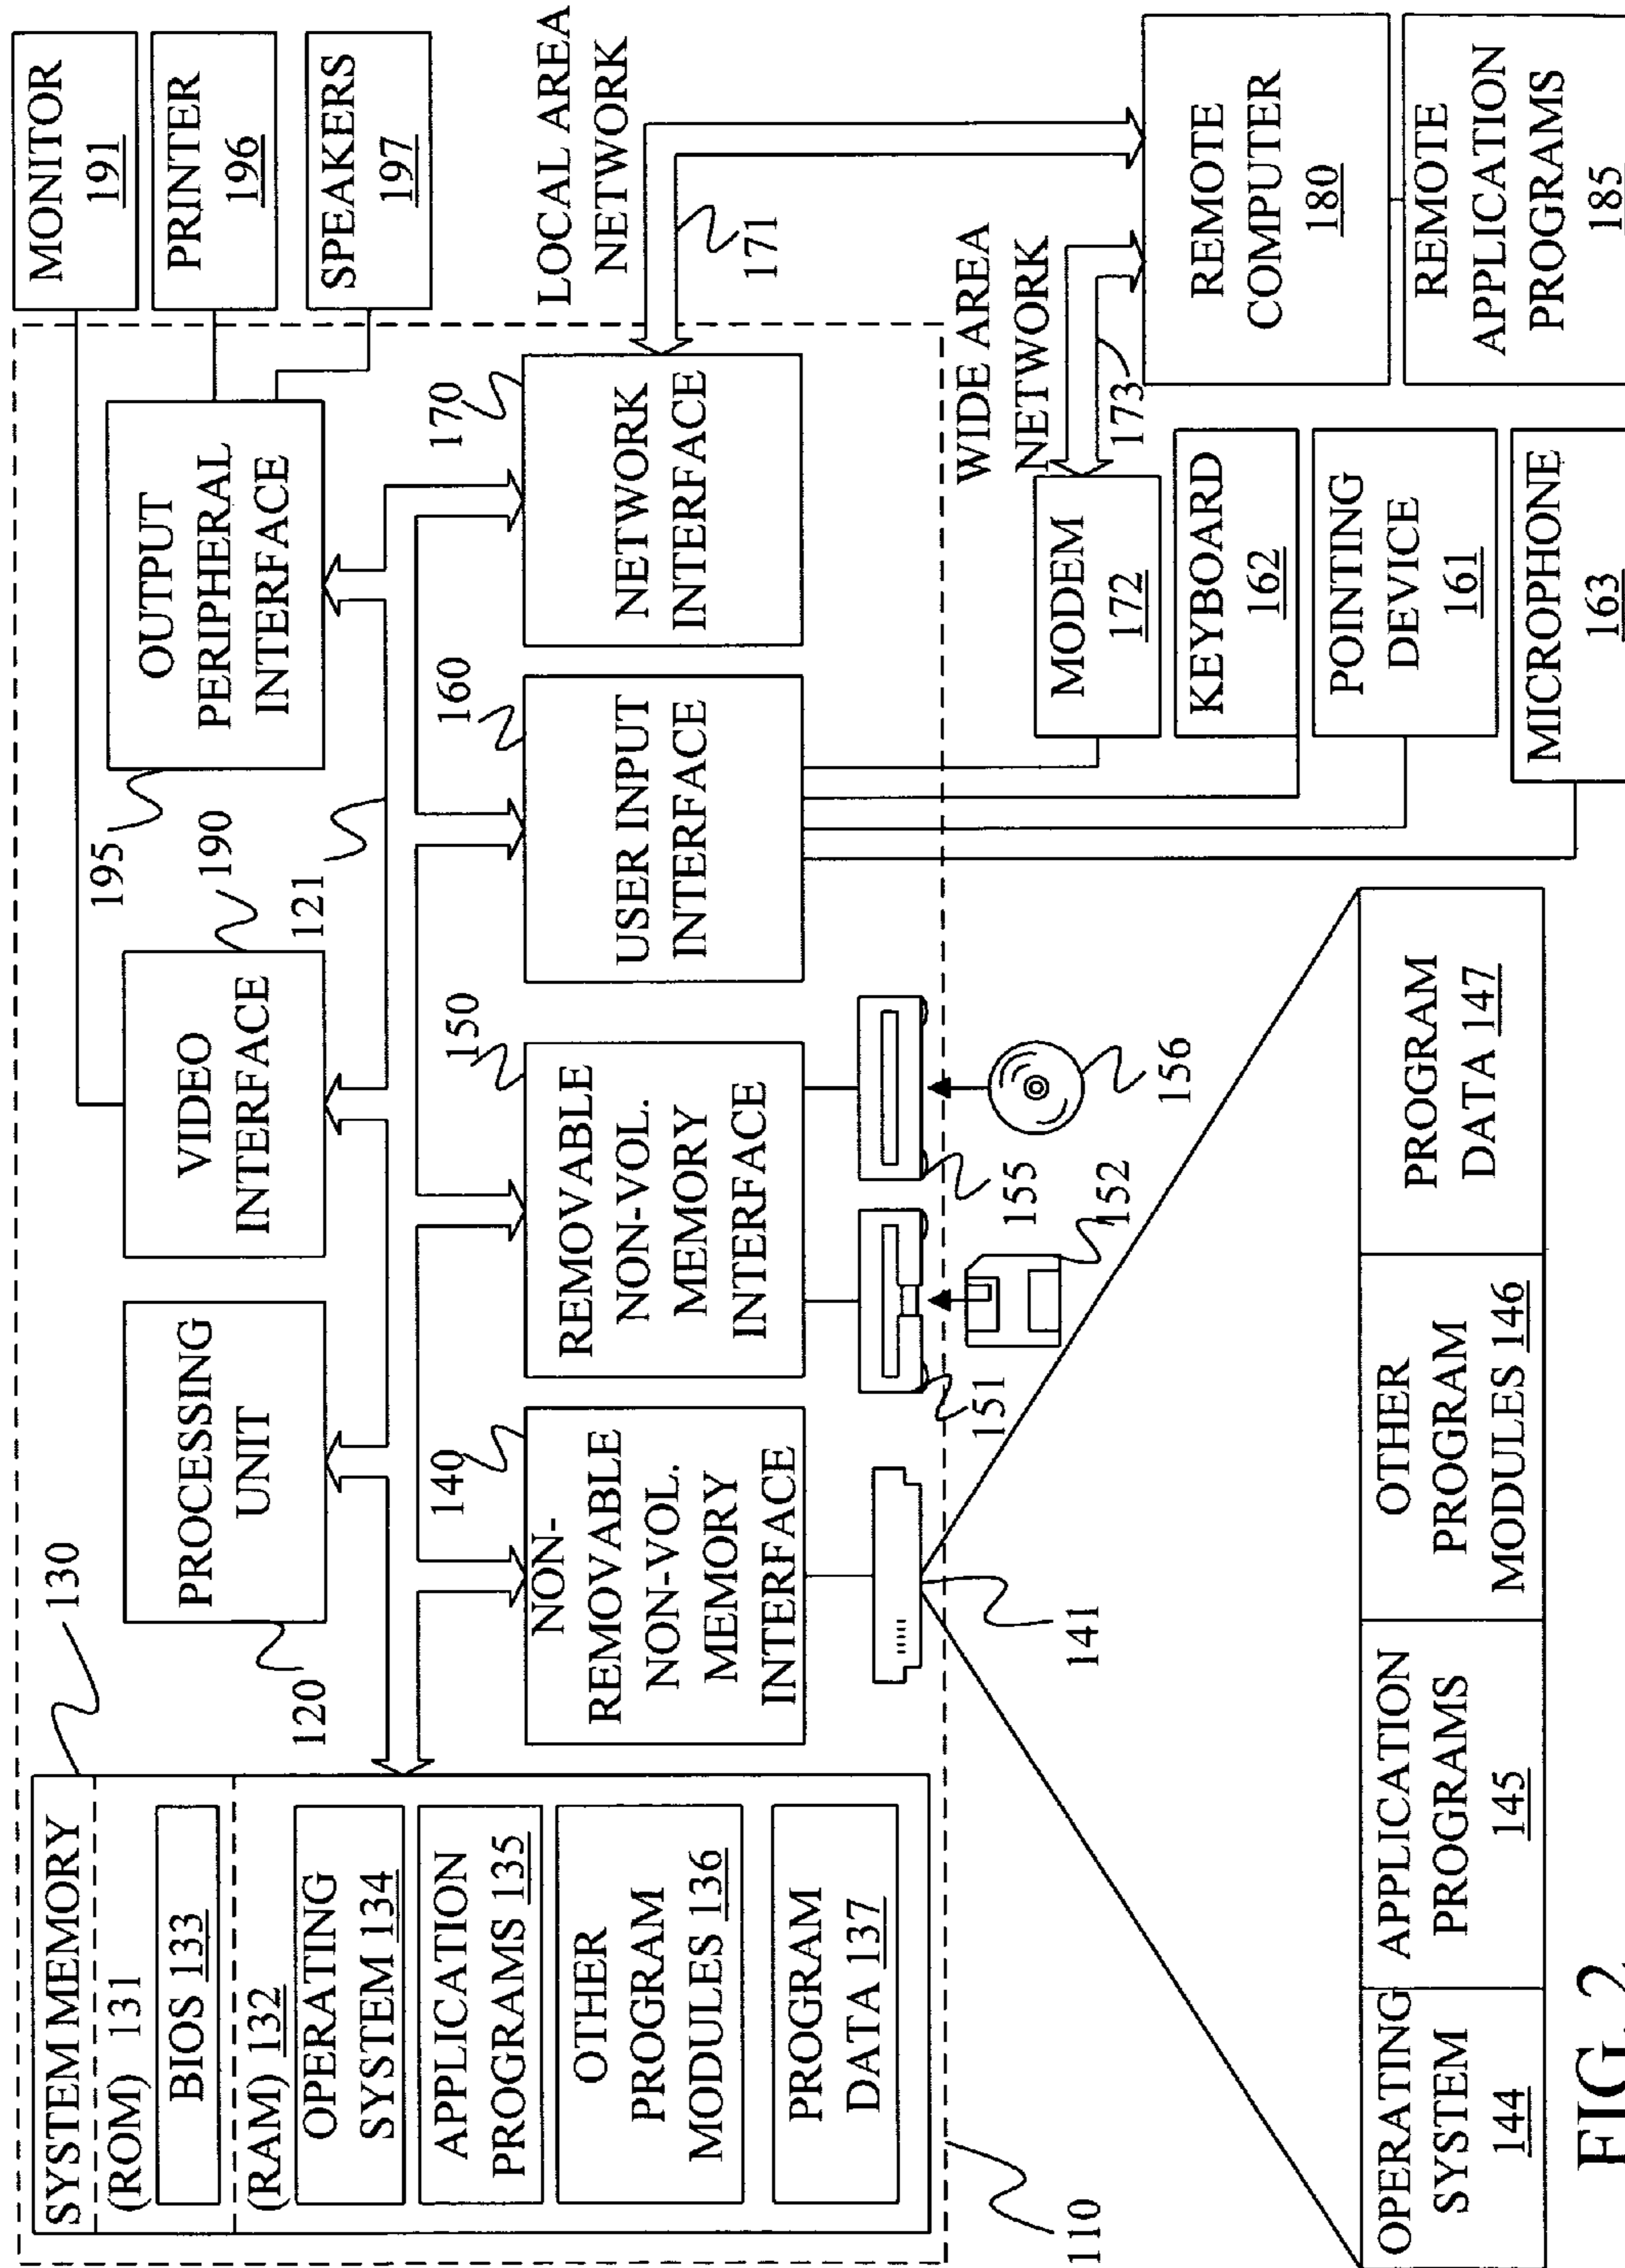 SYSTEM MEMORY
(ROM) 131
BIOS 133
(RAM) 132
OPERATING
SYSTEM 134
APPLICATION
PROGRAMS 135
OTHER
PROGRAM
MODULES 136
PROGRAM
DATA 137
130
120
PROCESSING
UNIT
VIDEO
INTERFACE
190
121
195
OUTPUT
PERIPHERAL
INTERFACE
MONITOR
191
PRINTER
196
SPEAKERS
197
140
NON-
REMOVABLE
NON-VOL.
MEMORY
INTERFACE
150
REMOVABLE
NON-VOL.
MEMORY
INTERFACE
160
USER INPUT
INTERFACE
170
NETWORK
INTERFACE
LOCAL AREA
NETWORK
171
WIDE AREA
NETWORK
173
110
141
151
152
155
156
MODEM
172
KEYBOARD
162
POINTING
DEVICE
161
MICROPHONE
163
REMOTE
COMPUTER
180
REMOTE
APPLICATION
PROGRAMS
185
OPERATING
SYSTEM
144
APPLICATION
PROGRAMS
145
OTHER
PROGRAM
MODULES 146
PROGRAM
DATA 147
FIG. 2